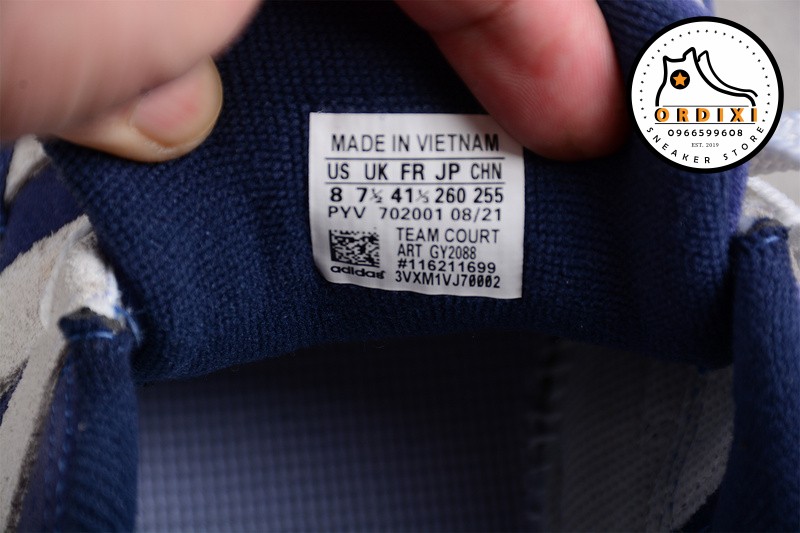 MADE IN VIETNAM
US UK FR JP CHN
8 7½ 41⅓ 260 255
PYV 702001 08/21
TEAM COURT
ART GY2088
#116211699
adidas 3VXM1VJ70002
ORDIXI
0966599608
EST. 2019
SNEAKER STORE